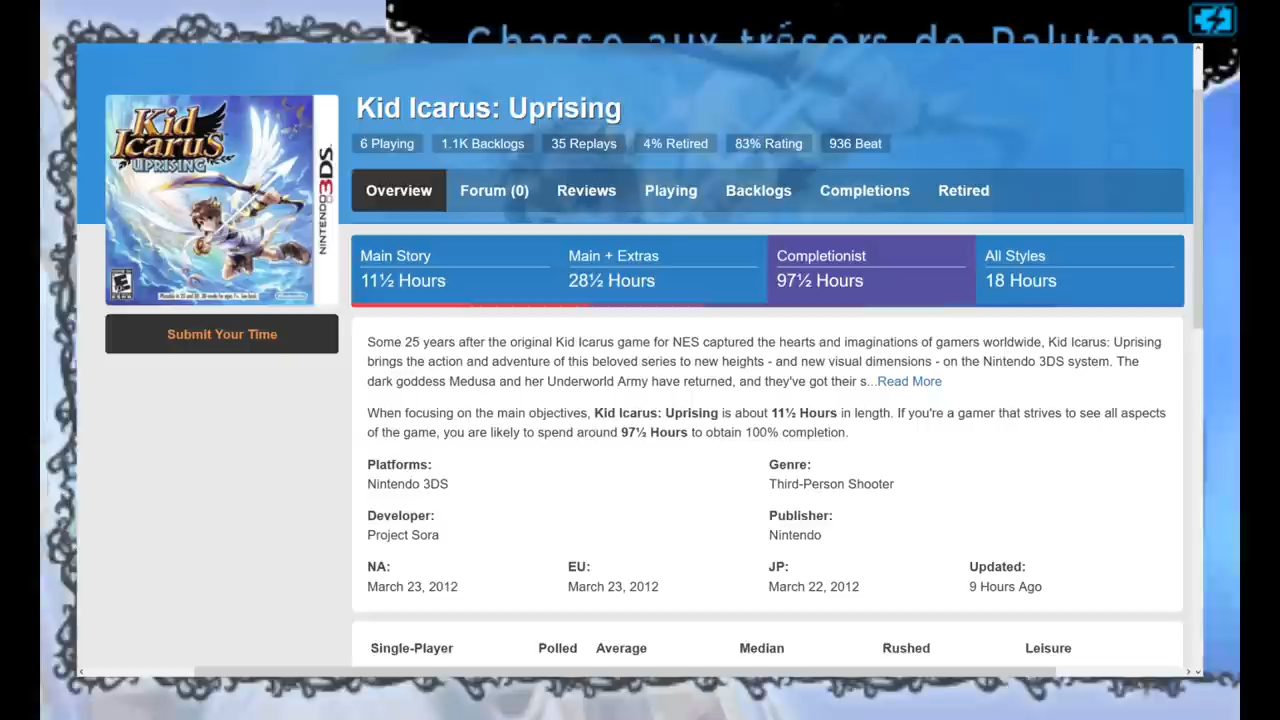 Chasse aux trésors de Palutena
Kid Icarus: Uprising
6 Playing 1.1K Backlogs 35 Replays 4% Retired 83% Rating 936 Beat
Overview Forum (0) Reviews Playing Backlogs Completions Retired
Kid
Icarus
UPRISING
NINTENDO 3DS
Main Story Main + Extras Completionist All Styles
11½ Hours 28½ Hours 97½ Hours 18 Hours
Submit Your Time
Some 25 years after the original Kid Icarus game for NES captured the hearts and imaginations of gamers worldwide, Kid Icarus: Uprising
brings the action and adventure of this beloved series to new heights - and new visual dimensions - on the Nintendo 3DS system. The
dark goddess Medusa and her Underworld Army have returned, and they've got their s...Read More
When focusing on the main objectives, Kid Icarus: Uprising is about 11½ Hours in length. If you're a gamer that strives to see all aspects
of the game, you are likely to spend around 97½ Hours to obtain 100% completion.
Platforms: Genre:
Nintendo 3DS Third-Person Shooter
Developer: Publisher:
Project Sora Nintendo
NA: EU: JP: Updated:
March 23, 2012 March 23, 2012 March 22, 2012 9 Hours Ago
Single-Player Polled Average Median Rushed Leisure